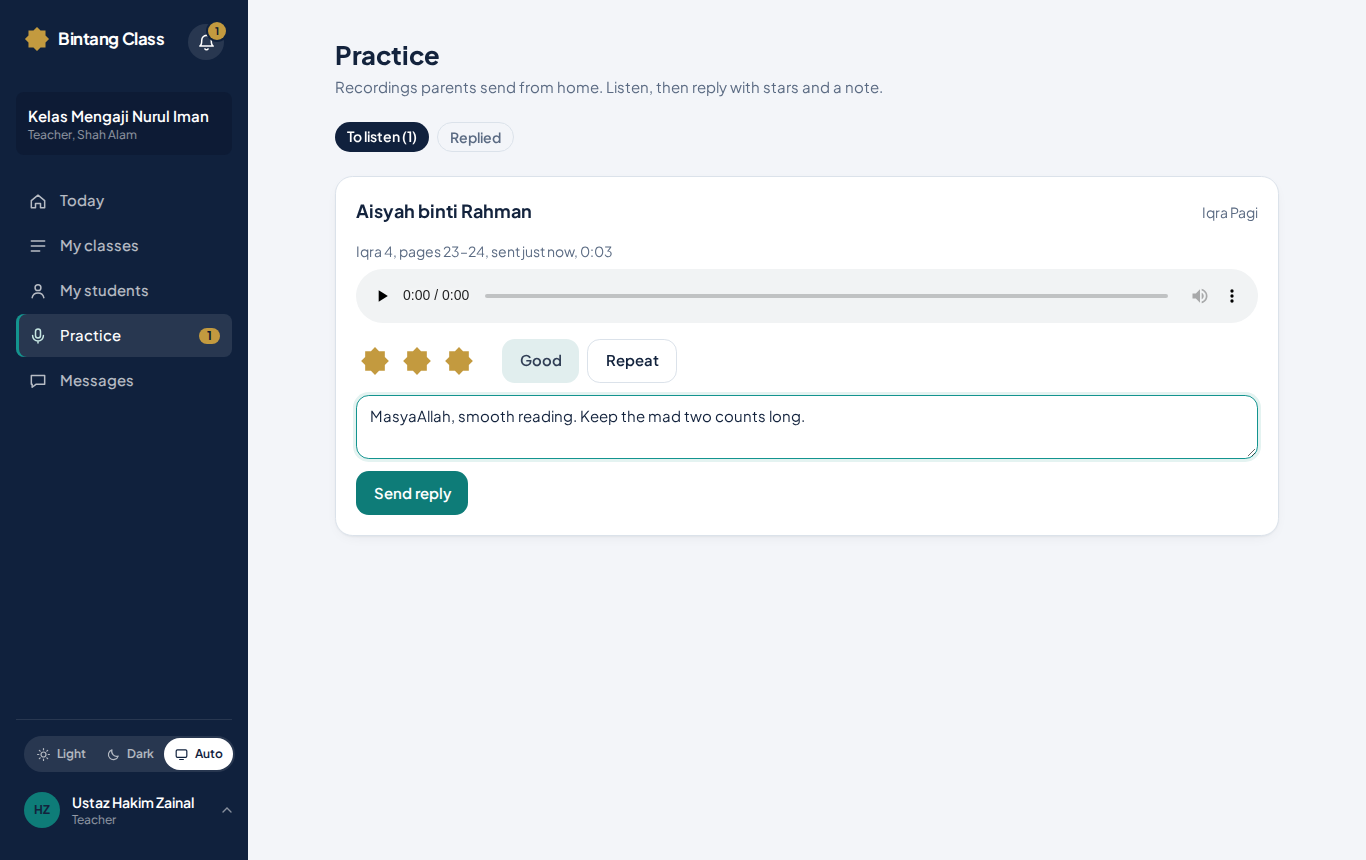 Bintang Class
1
Kelas Mengaji Nurul Iman
Teacher, Shah Alam
Today
My classes
My students
Practice
1
Messages
Light
Dark
Auto
HZ
Ustaz Hakim Zainal
Teacher
Practice
Recordings parents send from home. Listen, then reply with stars and a note.
To listen (1)
Replied
Aisyah binti Rahman
Iqra Pagi
Iqra 4, pages 23–24, sent just now, 0:03
0:00 / 0:00
Good
Repeat
MasyaAllah, smooth reading. Keep the mad two counts long.
Send reply